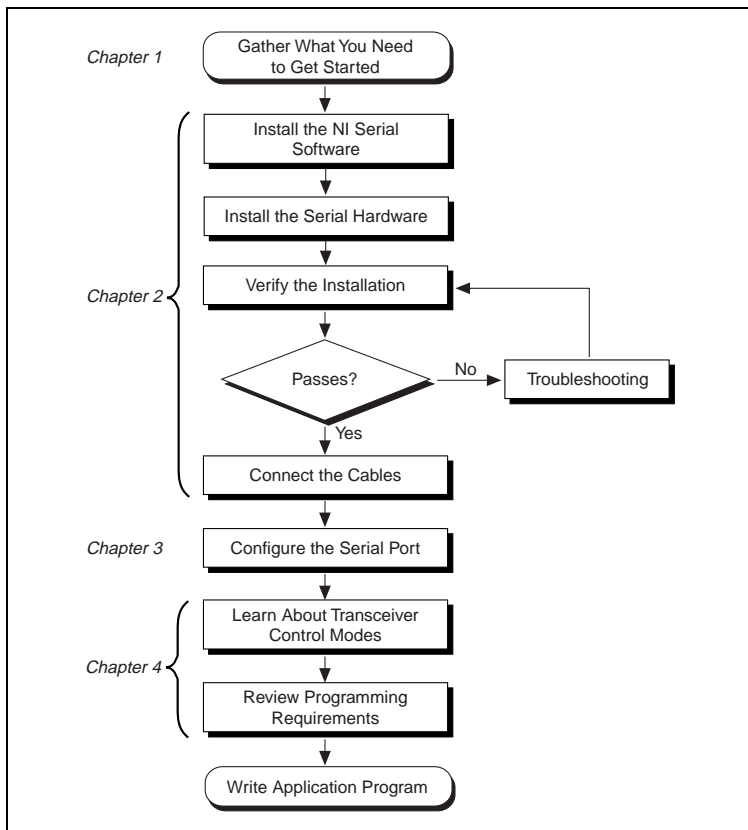 Chapter 1
Gather What You Need
to Get Started
Install the NI Serial
Software
Install the Serial Hardware
Chapter 2
Verify the Installation
Passes?
No
Troubleshooting
Yes
Connect the Cables
Chapter 3
Configure the Serial Port
Learn About Transceiver
Control Modes
Chapter 4
Review Programming
Requirements
Write Application Program